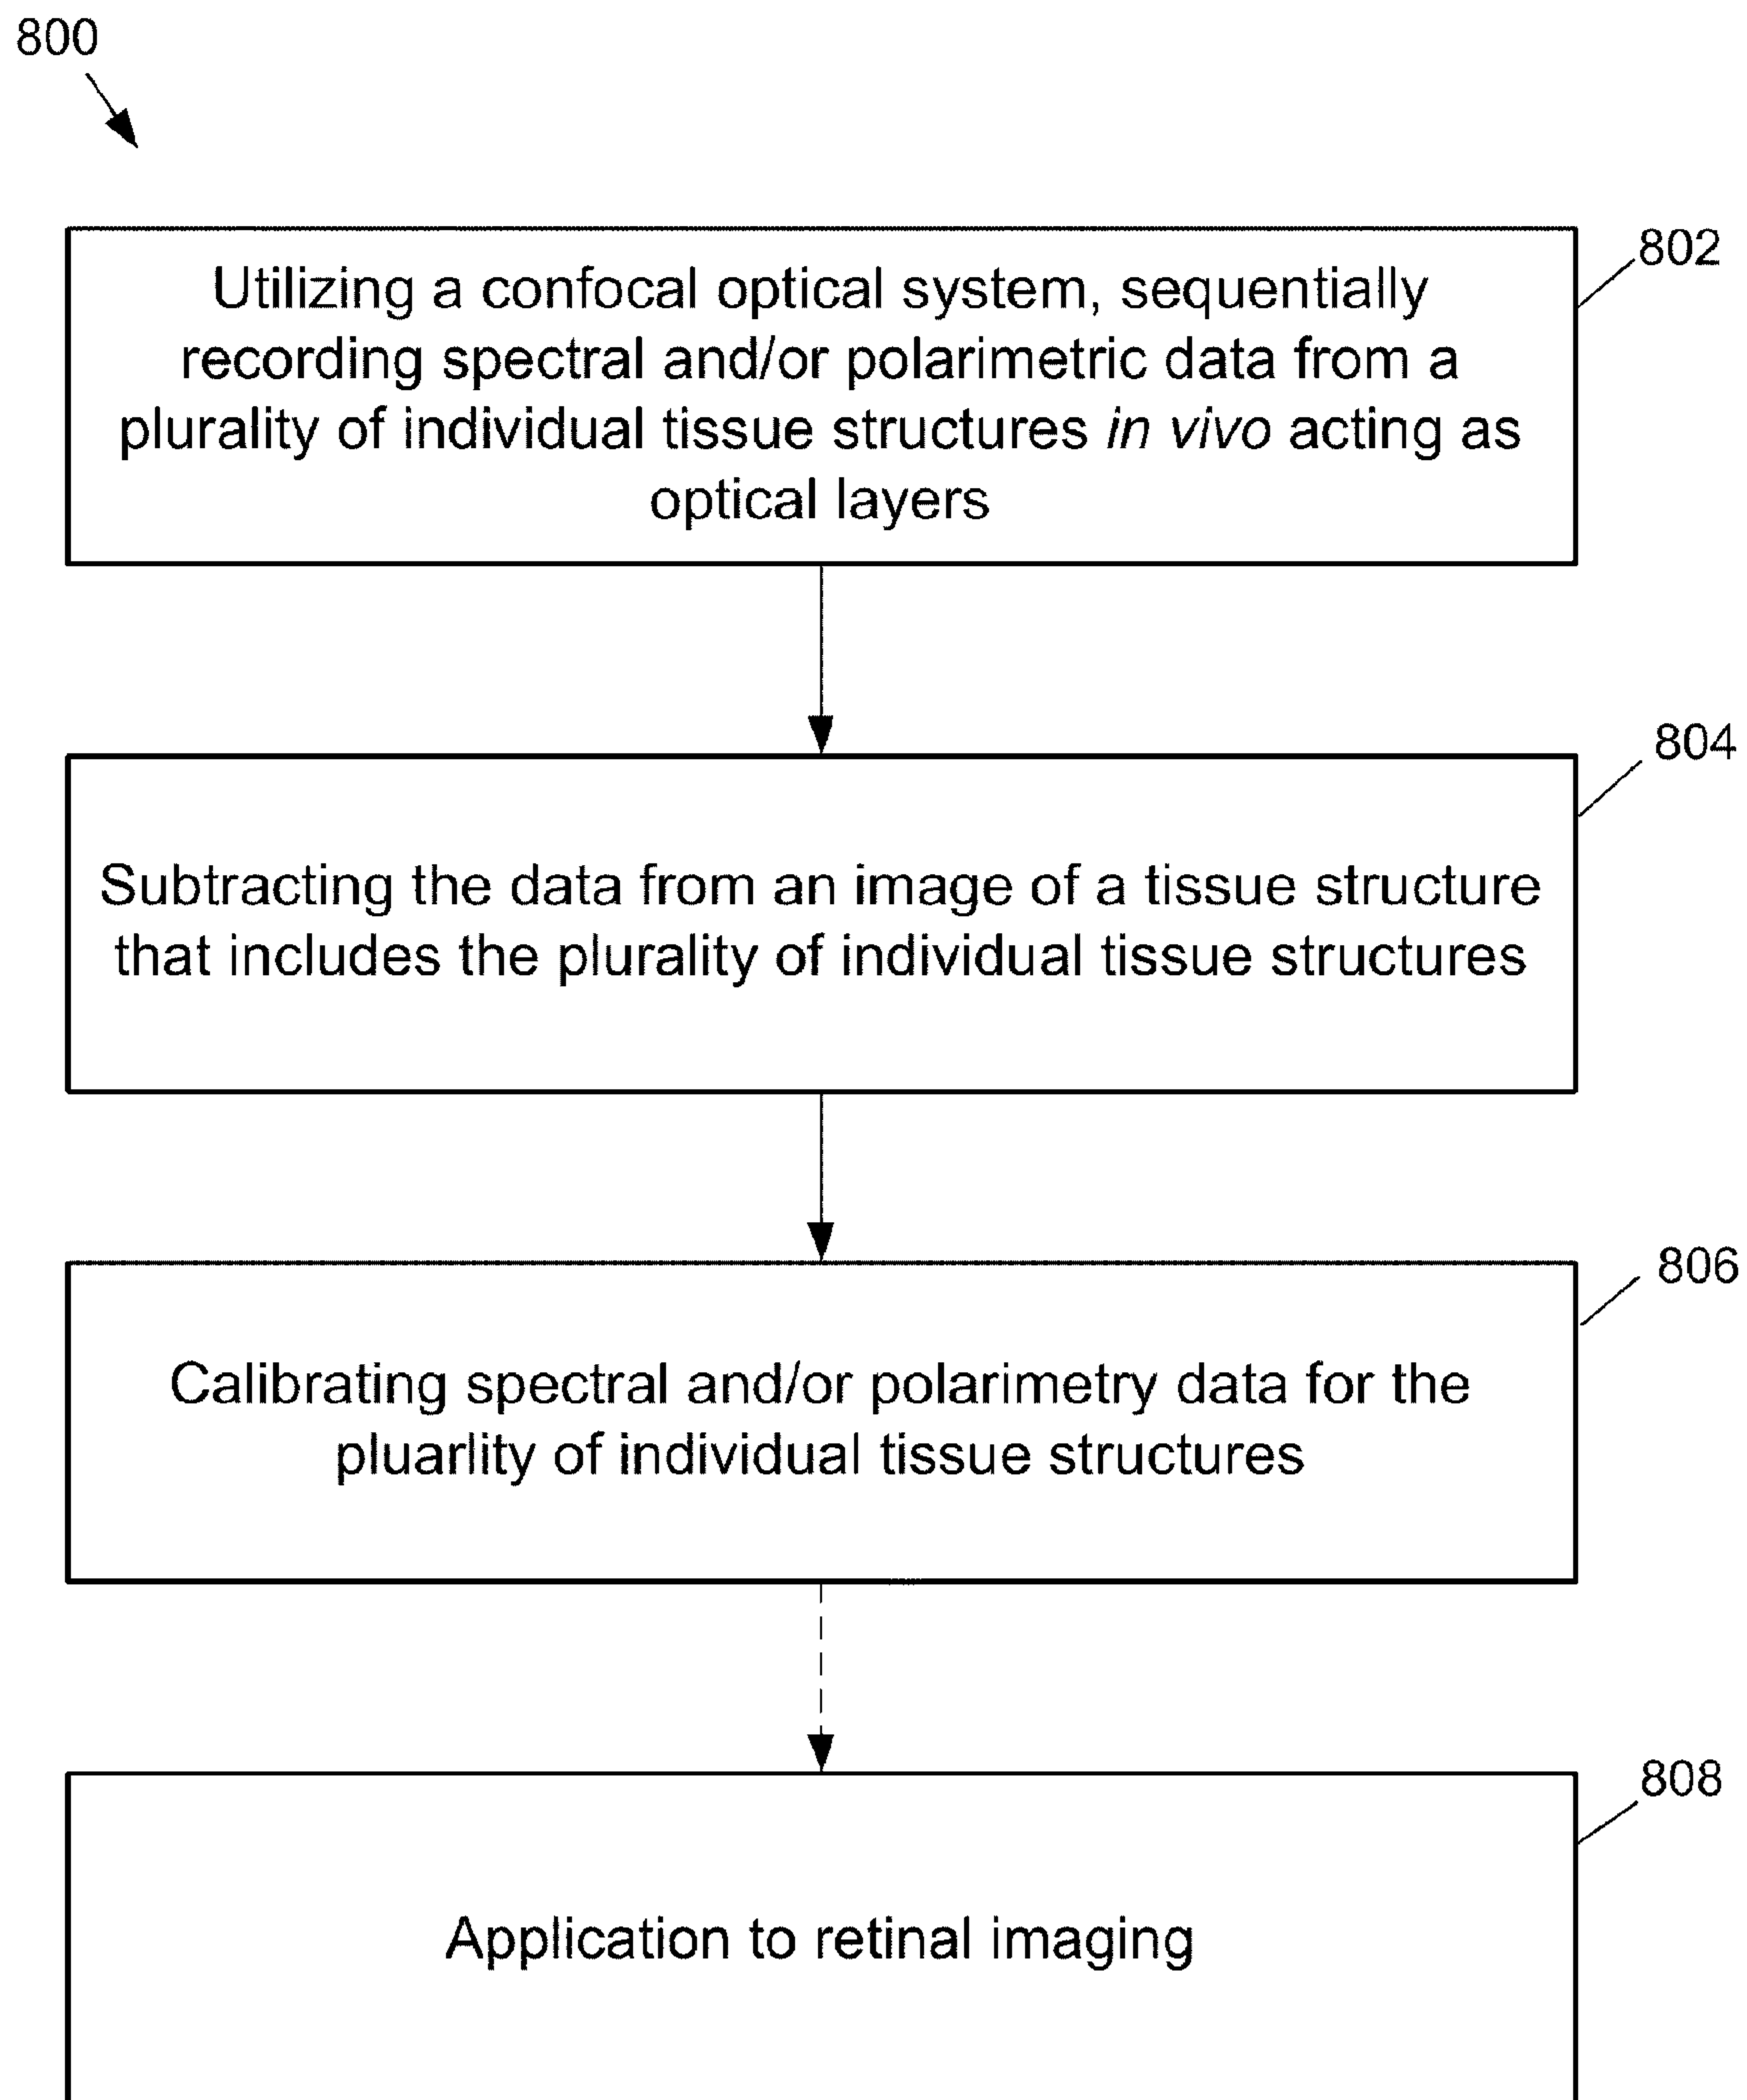 800
802
Utilizing a confocal optical system, sequentially
recording spectral and/or polarimetric data from a
plurality of individual tissue structures in vivo acting as
optical layers
804
Subtracting the data from an image of a tissue structure
that includes the plurality of individual tissue structures
806
Calibrating spectral and/or polarimetry data for the
pluarlity of individual tissue structures
808
Application to retinal imaging